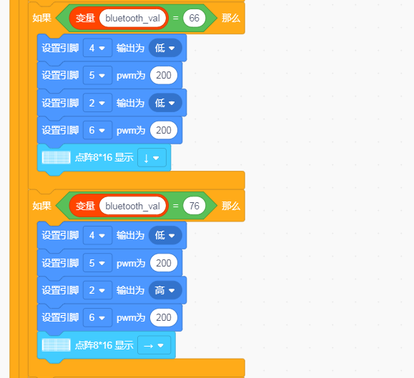 如果 变量 bluetooth_val = 66 那么
设置引脚 4 输出为 低
设置引脚 5 pwm为 200
设置引脚 2 输出为 低
设置引脚 6 pwm为 200
点阵8*16 显示 ↓
如果 变量 bluetooth_val = 76 那么
设置引脚 4 输出为 低
设置引脚 5 pwm为 200
设置引脚 2 输出为 高
设置引脚 6 pwm为 200
点阵8*16 显示 →